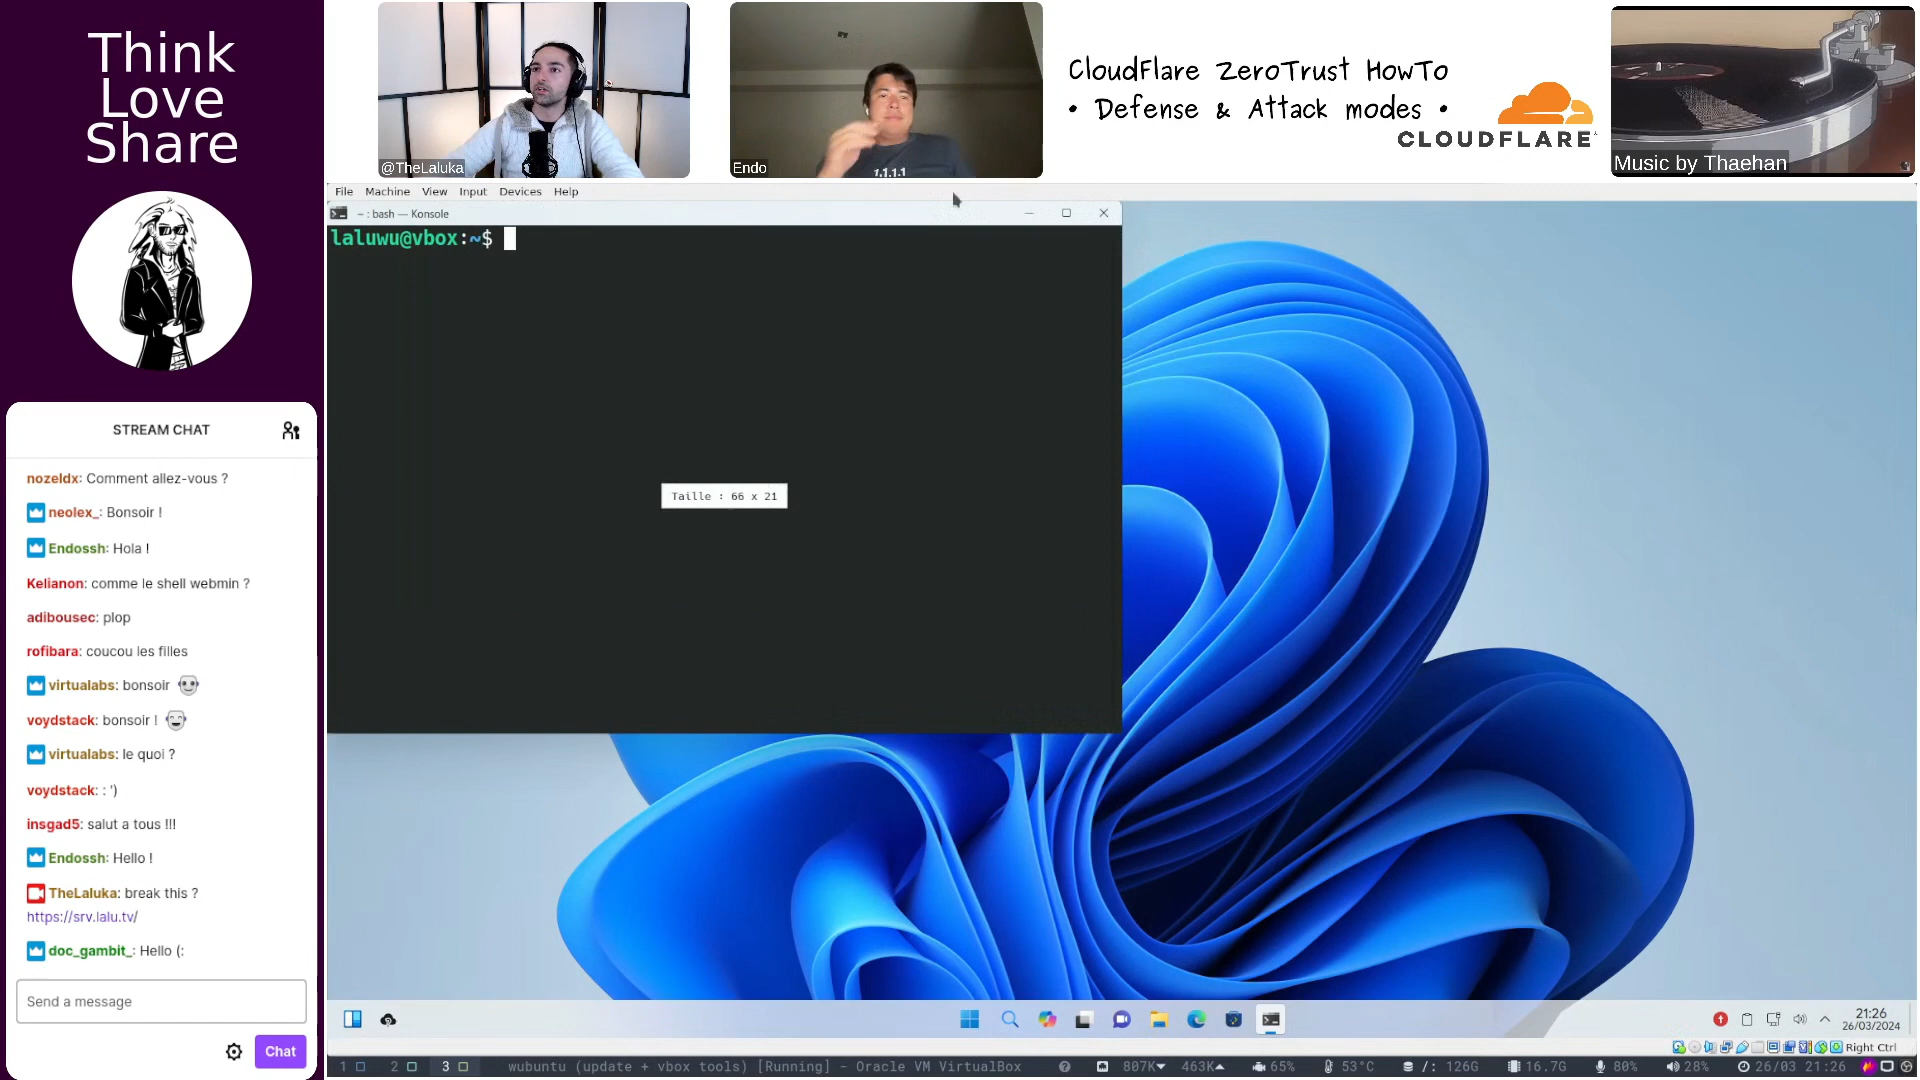 Think
Love
Share
@TheLaluka
Endo
1.1.1.1
CloudFlare ZeroTrust HowTo
• Defense & Attack modes •
CLOUDFLARE
Music by Thaehan
File Machine View Input Devices Help
~ : bash — Konsole
laluwu@vbox:~$
Taille : 66 x 21
STREAM CHAT
nozeldx: Comment allez-vous ?
neolex_: Bonsoir !
Endossh: Hola !
Kelianon: comme le shell webmin ?
adibousec: plop
rofibara: coucou les filles
virtualabs: bonsoir
voydstack: bonsoir !
virtualabs: le quoi ?
voydstack: : ')
insgad5: salut a tous !!!
Endossh: Hello !
TheLaluka: break this ?
https://srv.lalu.tv/
doc_gambit_: Hello (:
Send a message
Chat
21:26
26/03/2024
Right Ctrl
1 2 3 wubuntu (update + vbox tools) [Running] - Oracle VM VirtualBox 807K 463K 65% 53°C /: 126G 16.7G 80% 28% 26/03 21:26